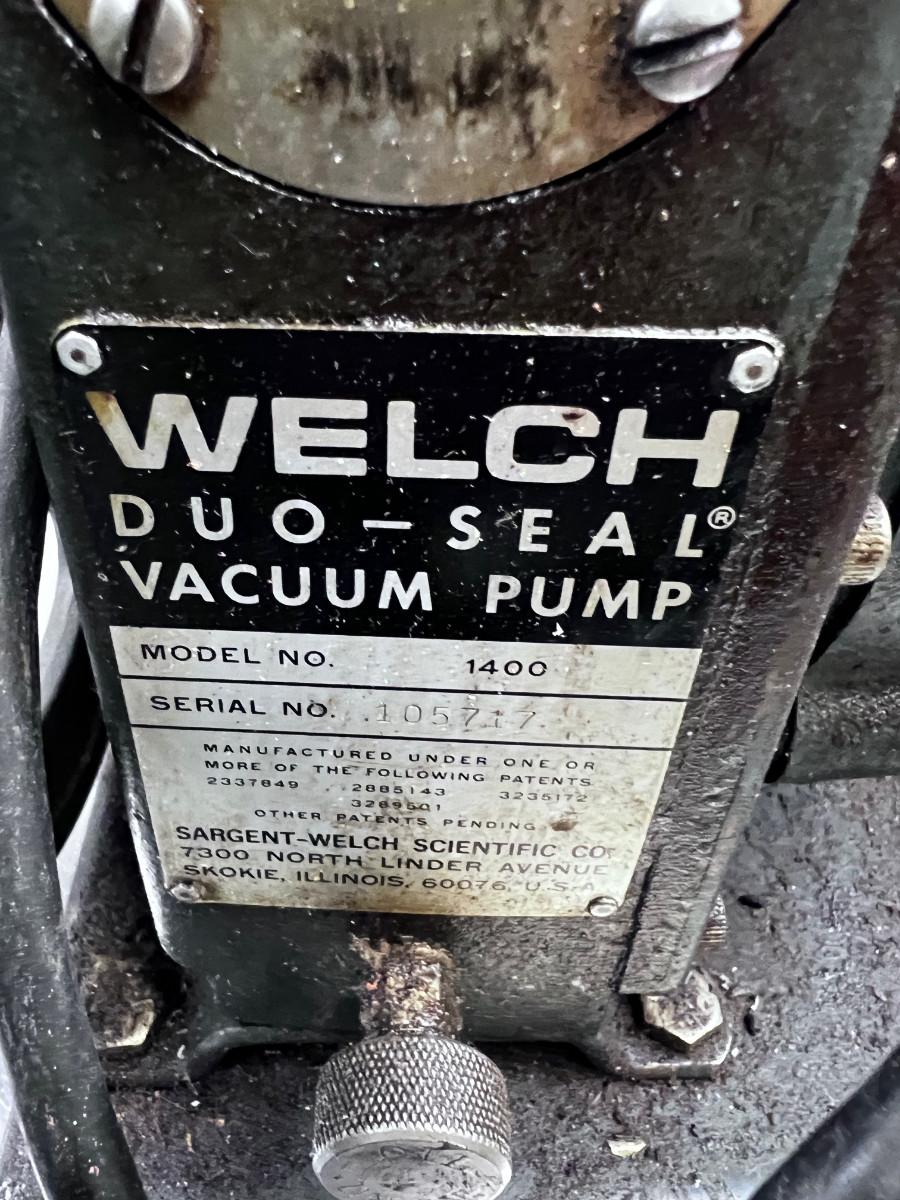 WELCH
DUO-SEAL®
VACUUM PUMP
MODEL NO. 1400
SERIAL NO. 105717
MANUFACTURED UNDER ONE OR
MORE OF THE FOLLOWING PATENTS
2337849 2885143 3235172
3289501
OTHER PATENTS PENDING
SARGENT-WELCH SCIENTIFIC CO.
7300 NORTH LINDER AVENUE
SKOKIE, ILLINOIS, 60076, U.S.A